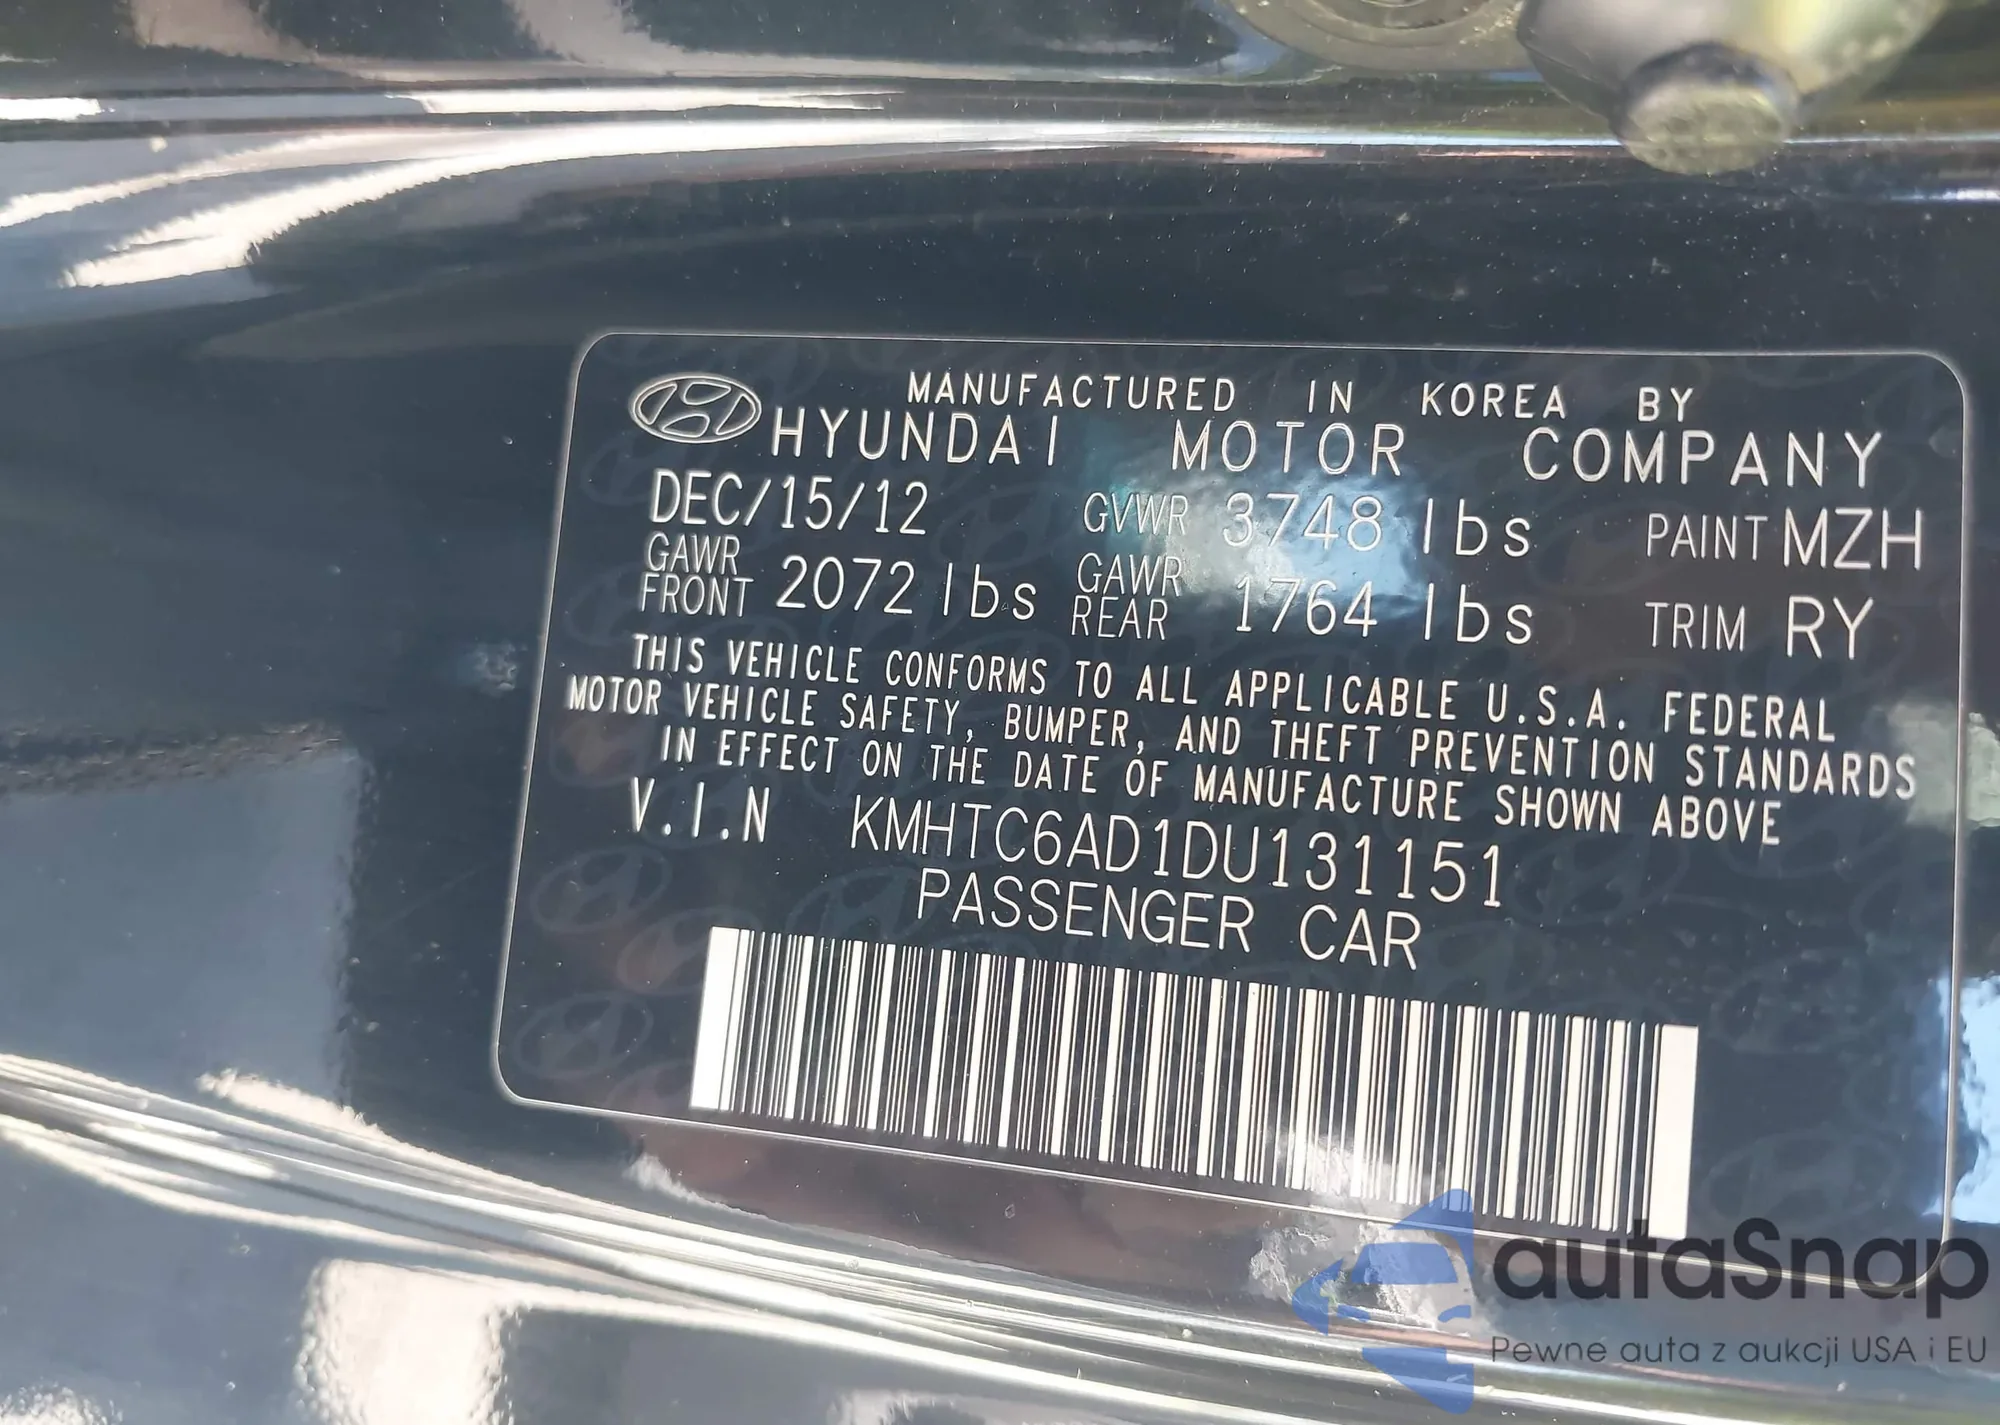 MANUFACTURED IN KOREA BY
HYUNDAI MOTOR COMPANY
DEC/15/12 GVWR 3748 lbs PAINT MZH
GAWR FRONT 2072 lbs GAWR REAR 1764 lbs TRIM RY
THIS VEHICLE CONFORMS TO ALL APPLICABLE U.S.A. FEDERAL
MOTOR VEHICLE SAFETY, BUMPER, AND THEFT PREVENTION STANDARDS
IN EFFECT ON THE DATE OF MANUFACTURE SHOWN ABOVE
V.I.N KMHTC6AD1DU131151
PASSENGER CAR
autaSnap
Pewne auta z aukcji USA i EU